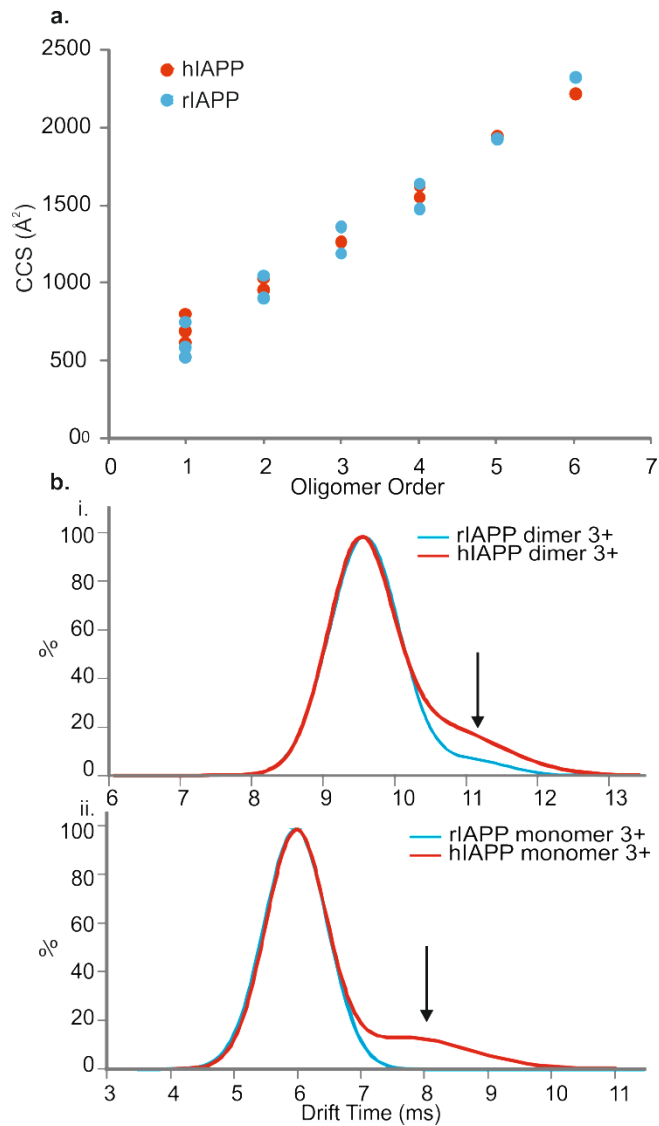 a.
2500
2000
1500
1000
500
00
CCS (Å²)
hIAPP
rIAPP
0 1 2 3 4 5 6 7
Oligomer Order
b.
i.
100
80
60
40
20
0
%
rIAPP dimer 3+
hIAPP dimer 3+
6 7 8 9 10 11 12 13
ii.
100
80
60
40
20
0
%
rIAPP monomer 3+
hIAPP monomer 3+
3 4 5 6 7 8 9 10 11
Drift Time (ms)